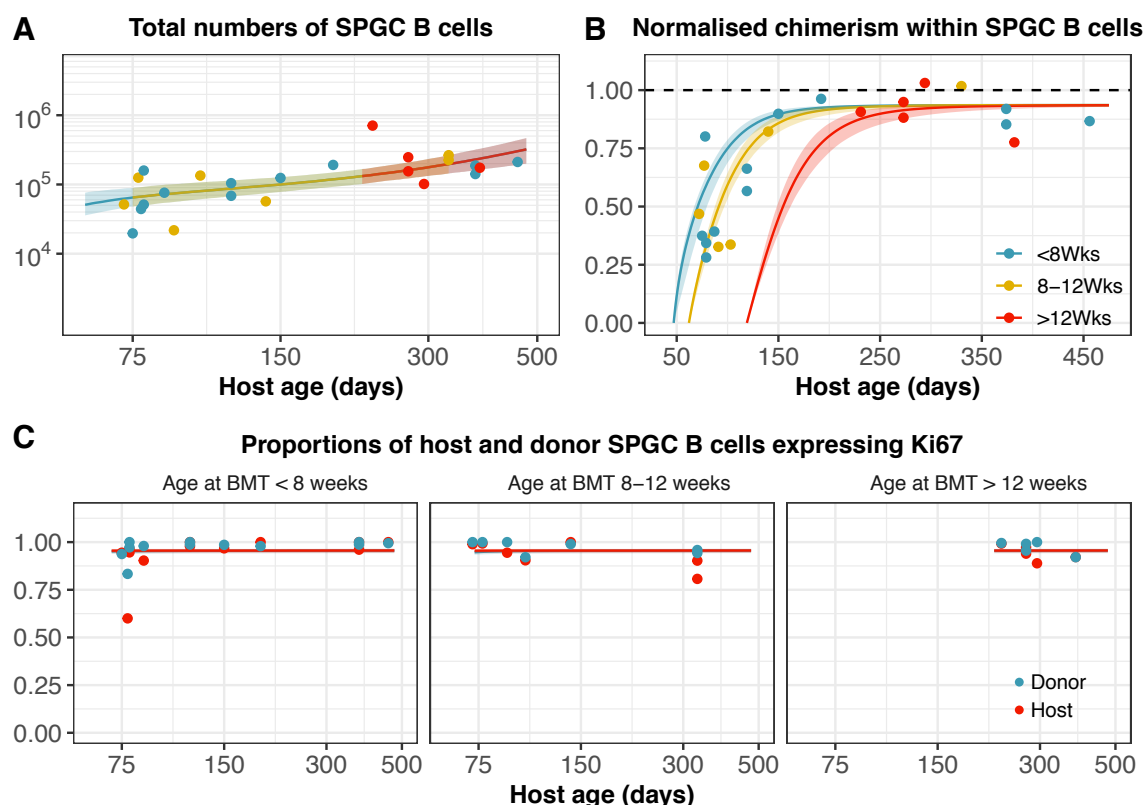 A
Total numbers of SPGC B cells
10^6
10^5
10^4
75 150 300 500
Host age (days)
B
Normalised chimerism within SPGC B cells
1.00
0.75
0.50
0.25
0.00
<8Wks
8–12Wks
>12Wks
50 150 250 350 450
Host age (days)
C
Proportions of host and donor SPGC B cells expressing Ki67
Age at BMT < 8 weeks
Age at BMT 8–12 weeks
Age at BMT > 12 weeks
1.00
0.75
0.50
0.25
0.00
Donor
Host
75 150 300 500
75 150 300 500
75 150 300 500
Host age (days)